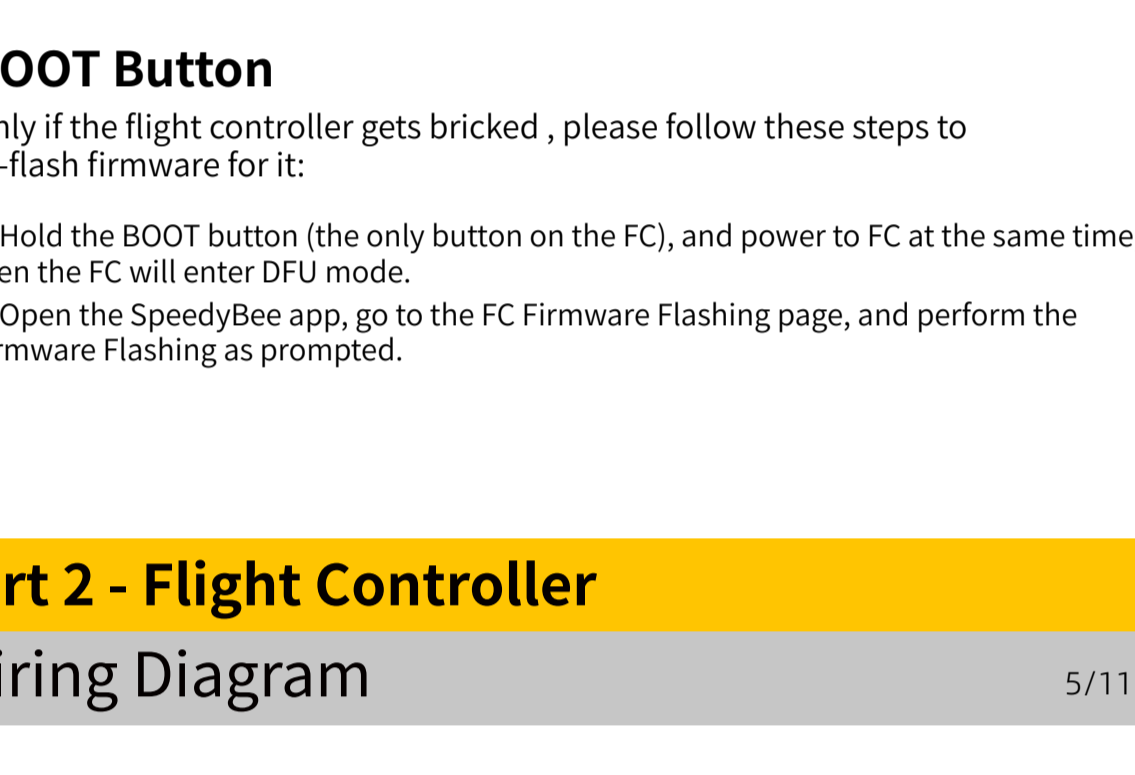 OOT Button
nly if the flight controller gets bricked , please follow these steps to
-flash firmware for it:
Hold the BOOT button (the only button on the FC), and power to FC at the same time
en the FC will enter DFU mode.
Open the SpeedyBee app, go to the FC Firmware Flashing page, and perform the
rmware Flashing as prompted.
rt 2 - Flight Controller
iring Diagram
5/11